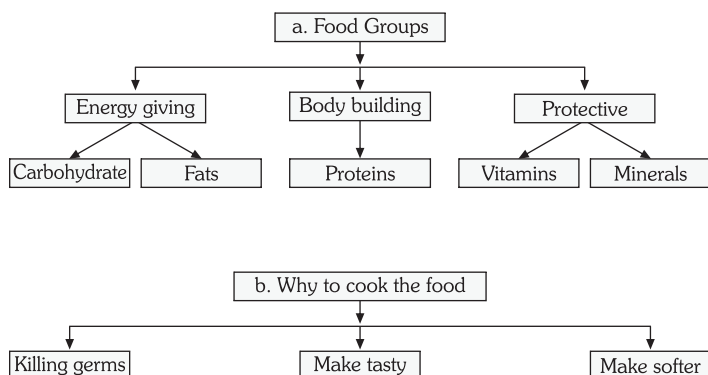 a. Food Groups
Energy giving
Body building
Protective
Carbohydrate
Fats
Proteins
Vitamins
Minerals
b. Why to cook the food
Killing germs
Make tasty
Make softer